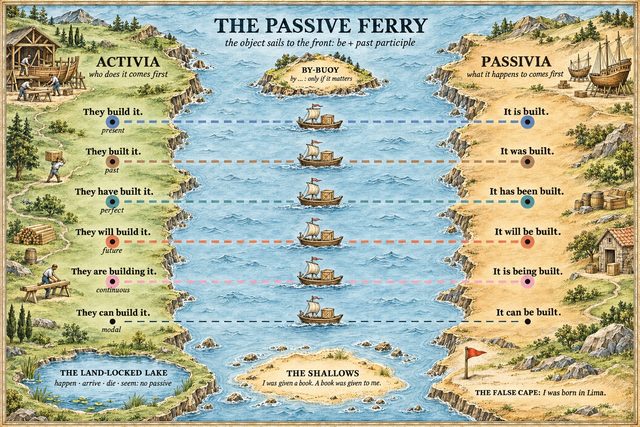 THE PASSIVE FERRY
the object sails to the front: be + past participle
ACTIVIA
who does it comes first
BY-BUOY
by ... : only if it matters
PASSIVIA
what it happens to comes first
They build it.
present
It is built.
They built it.
past
It was built.
They have built it.
perfect
It has been built.
They will build it.
future
It will be built.
They are building it.
continuous
It is being built.
They can build it.
modal
It can be built.
THE LAND-LOCKED LAKE
happen · arrive · die · seem: no passive
THE SHALLOWS
I was given a book. A book was given to me.
THE FALSE CAPE: I was born in Lima.